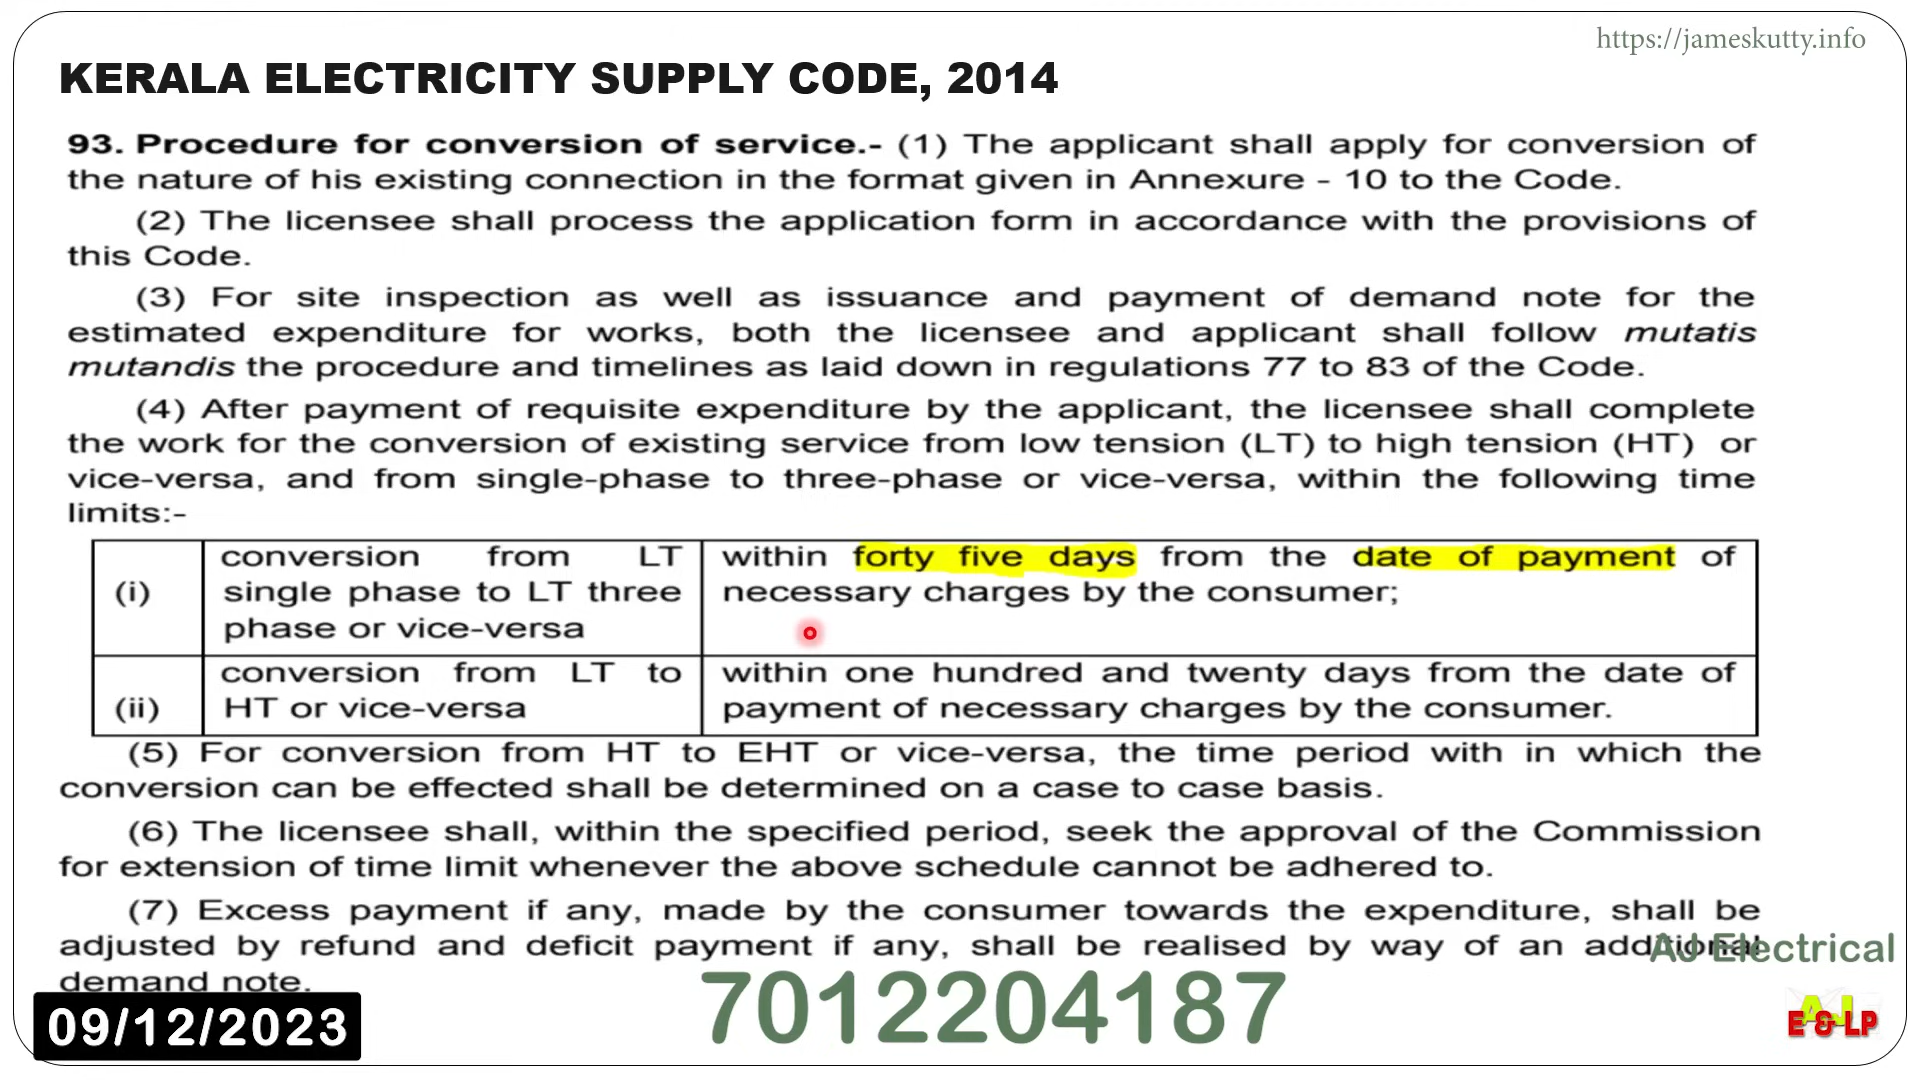 https://jameskutty.info
KERALA ELECTRICITY SUPPLY CODE, 2014
93. Procedure for conversion of service.- (1) The applicant shall apply for conversion of
the nature of his existing connection in the format given in Annexure - 10 to the Code.
(2) The licensee shall process the application form in accordance with the provisions of
this Code.
(3) For site inspection as well as issuance and payment of demand note for the
estimated expenditure for works, both the licensee and applicant shall follow mutatis
mutandis the procedure and timelines as laid down in regulations 77 to 83 of the Code.
(4) After payment of requisite expenditure by the applicant, the licensee shall complete
the work for the conversion of existing service from low tension (LT) to high tension (HT) or
vice-versa, and from single-phase to three-phase or vice-versa, within the following time
limits:-
(i)
conversion from LT
single phase to LT three
phase or vice-versa
within forty five days from the date of payment of
necessary charges by the consumer;
(ii)
conversion from LT to
HT or vice-versa
within one hundred and twenty days from the date of
payment of necessary charges by the consumer.
(5) For conversion from HT to EHT or vice-versa, the time period with in which the
conversion can be effected shall be determined on a case to case basis.
(6) The licensee shall, within the specified period, seek the approval of the Commission
for extension of time limit whenever the above schedule cannot be adhered to.
(7) Excess payment if any, made by the consumer towards the expenditure, shall be
adjusted by refund and deficit payment if any, shall be realised by way of an additional
demand note.
AJ Electrical
7012204187
09/12/2023
AJ
E & LP